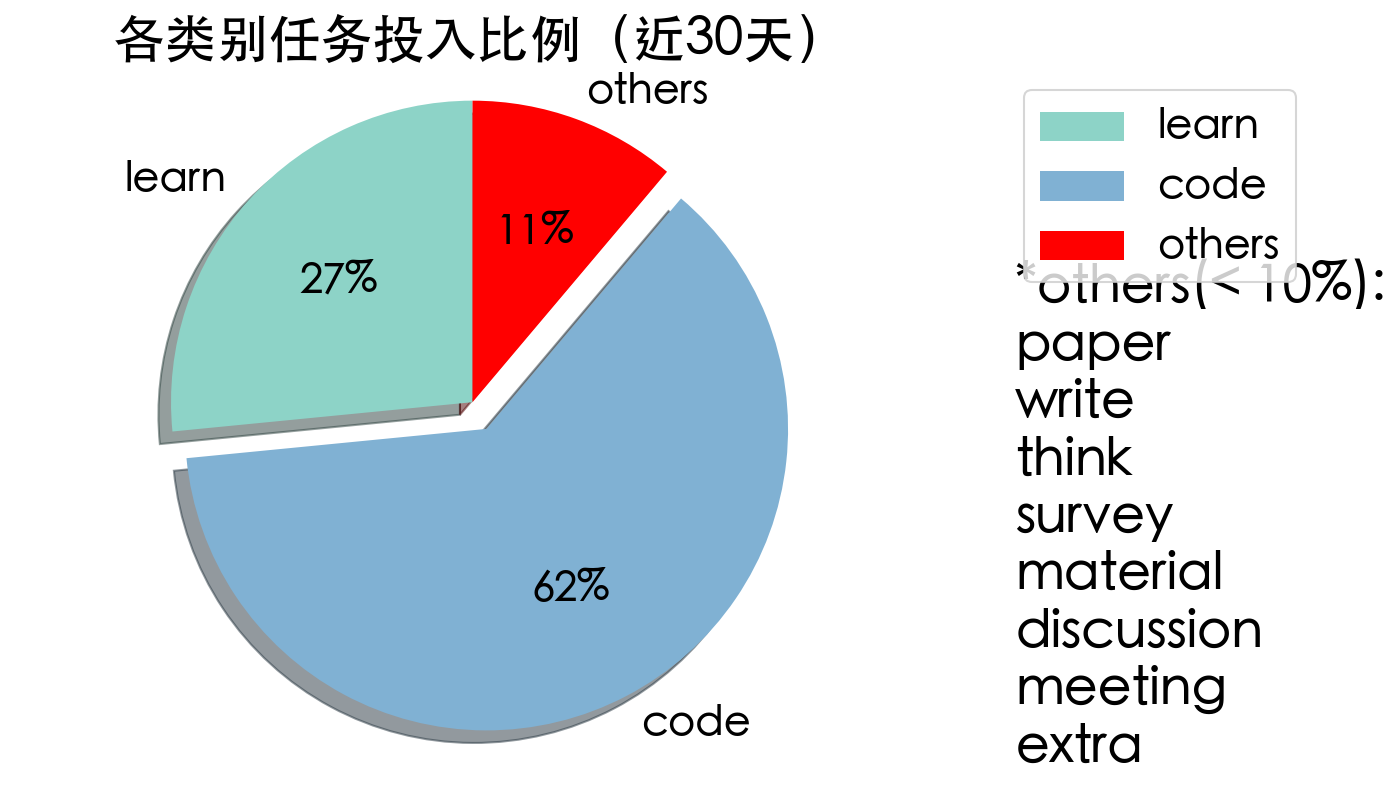 各类别任务投入比例（近30天）
others
learn
11%
27%
62%
code
learn
code
others
*others(< 10%):
paper
write
think
survey
material
discussion
meeting
extra